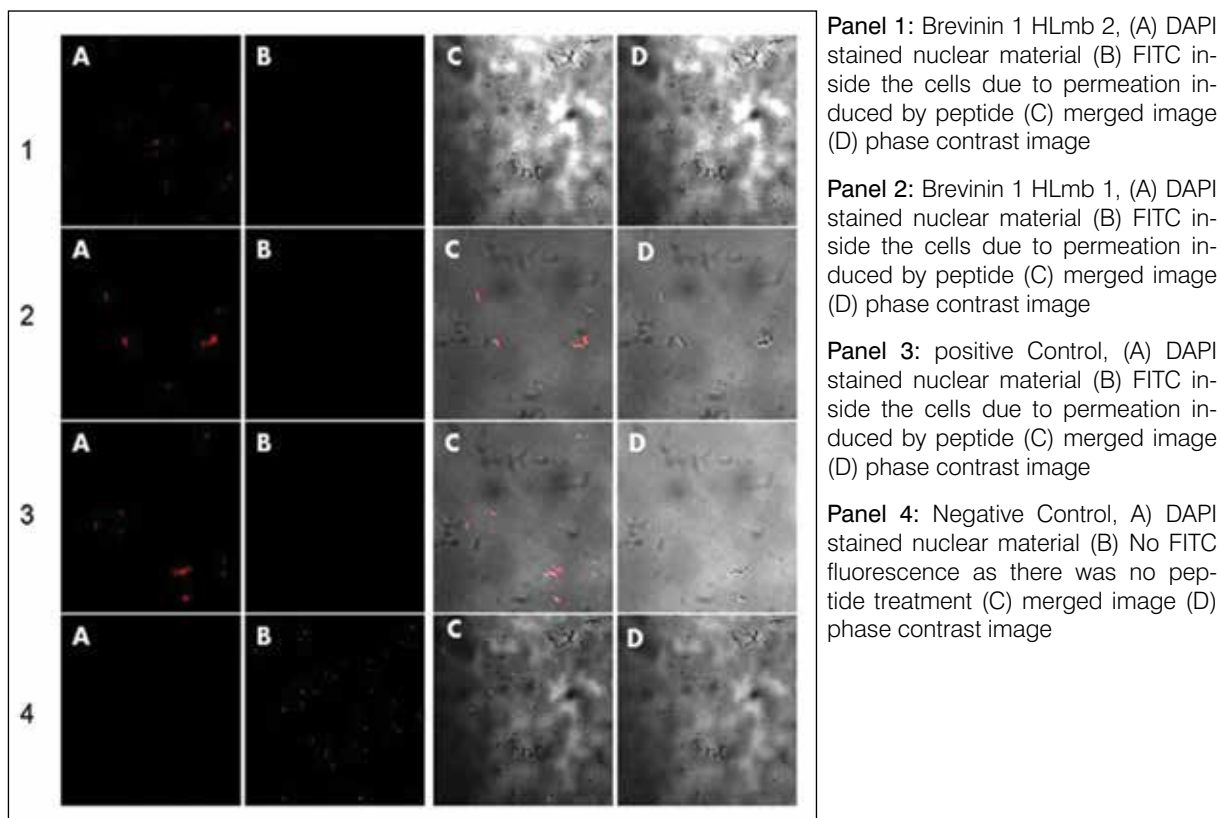 A B C D
1
A B C D
2
A B C D
3
A B C D
4
Panel 1: Brevinin 1 HLmb 2, (A) DAPI
stained nuclear material (B) FITC in-
side the cells due to permeation in-
duced by peptide (C) merged image
(D) phase contrast image
Panel 2: Brevinin 1 HLmb 1, (A) DAPI
stained nuclear material (B) FITC in-
side the cells due to permeation in-
duced by peptide (C) merged image
(D) phase contrast image
Panel 3: positive Control, (A) DAPI
stained nuclear material (B) FITC in-
side the cells due to permeation in-
duced by peptide (C) merged image
(D) phase contrast image
Panel 4: Negative Control, A) DAPI
stained nuclear material (B) No FITC
fluorescence as there was no pep-
tide treatment (C) merged image (D)
phase contrast image